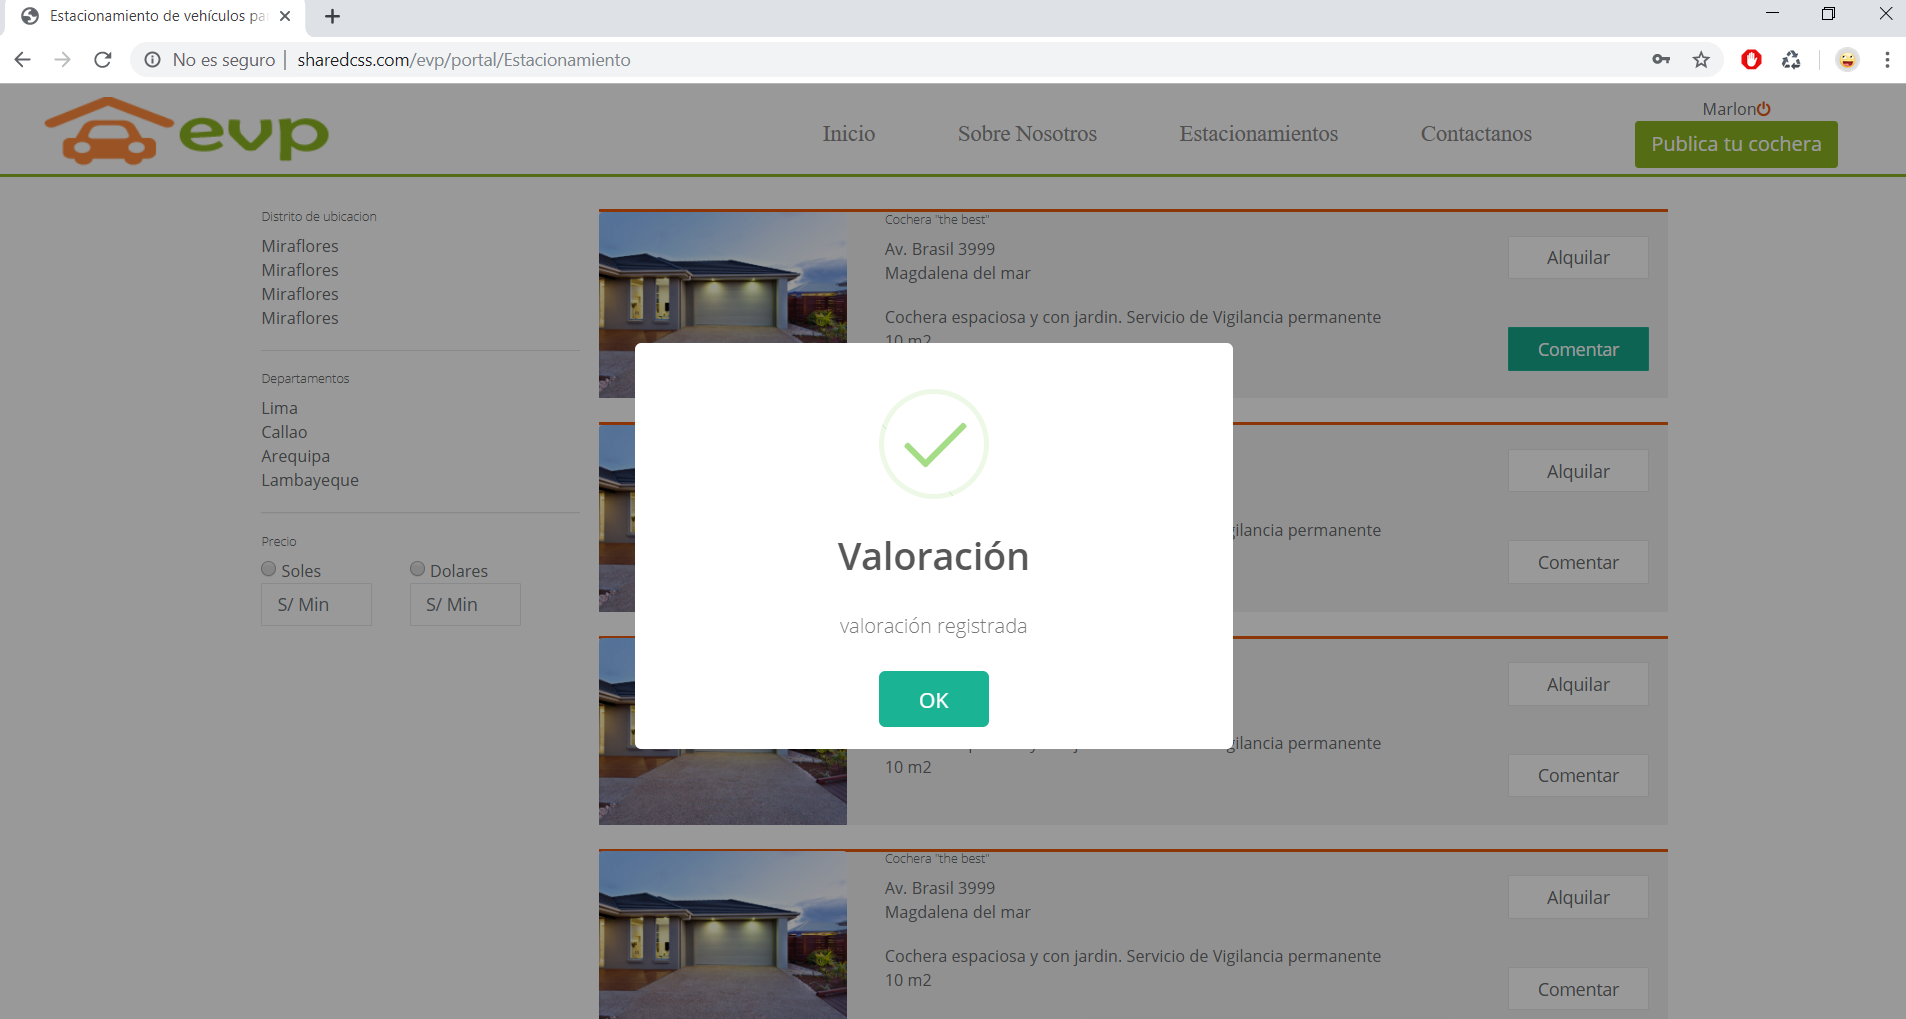 Estacionamiento de vehículos pa
No es seguro | sharedcss.com/evp/portal/Estacionamiento
evp
Inicio
Sobre Nosotros
Estacionamientos
Contactanos
Marlon
Publica tu cochera
Distrito de ubicacion
Miraflores
Miraflores
Miraflores
Miraflores
Departamentos
Lima
Callao
Arequipa
Lambayeque
Precio
Soles
Dolares
S/ Min
S/ Min
Cochera "the best"
Av. Brasil 3999
Magdalena del mar
Cochera espaciosa y con jardin. Servicio de Vigilancia permanente
10 m2
Alquilar
Comentar
Valoración
valoración registrada
OK
gilancia permanente
Alquilar
Comentar
gilancia permanente
10 m2
Alquilar
Comentar
Cochera "the best"
Av. Brasil 3999
Magdalena del mar
Cochera espaciosa y con jardin. Servicio de Vigilancia permanente
10 m2
Alquilar
Comentar